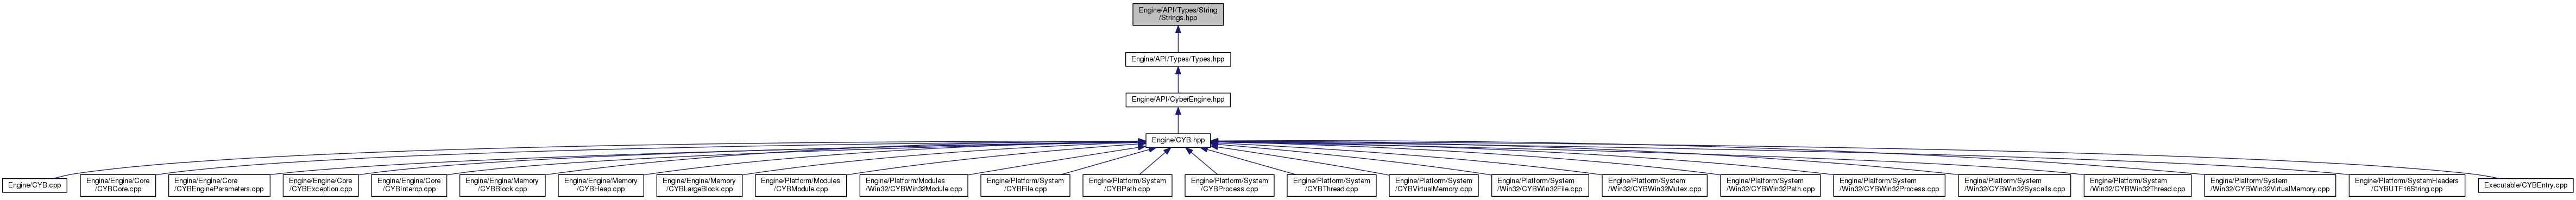 Engine/API/Types/String
/Strings.hpp
Engine/API/Types/Types.hpp
Engine/API/CyberEngine.hpp
Engine/CYB.hpp
Engine/CYB.cpp
Engine/Engine/Core
/CYBCore.cpp
Engine/Engine/Core
/CYBEngineParameters.cpp
Engine/Engine/Core
/CYBException.cpp
Engine/Engine/Core
/CYBInterop.cpp
Engine/Engine/Memory
/CYBBlock.cpp
Engine/Engine/Memory
/CYBHeap.cpp
Engine/Engine/Memory
/CYBLargeBlock.cpp
Engine/Platform/Modules
/CYBModule.cpp
Engine/Platform/Modules
/Win32/CYBWin32Module.cpp
Engine/Platform/System
/CYBFile.cpp
Engine/Platform/System
/CYBPath.cpp
Engine/Platform/System
/CYBProcess.cpp
Engine/Platform/System
/CYBThread.cpp
Engine/Platform/System
/CYBVirtualMemory.cpp
Engine/Platform/System
/Win32/CYBWin32File.cpp
Engine/Platform/System
/Win32/CYBWin32Mutex.cpp
Engine/Platform/System
/Win32/CYBWin32Path.cpp
Engine/Platform/System
/Win32/CYBWin32Process.cpp
Engine/Platform/System
/Win32/CYBWin32Syscalls.cpp
Engine/Platform/System
/Win32/CYBWin32Thread.cpp
Engine/Platform/System
/Win32/CYBWin32VirtualMemory.cpp
Engine/Platform/SystemHeaders
/CYBUTF16String.cpp
Executable/CYBEntry.cpp